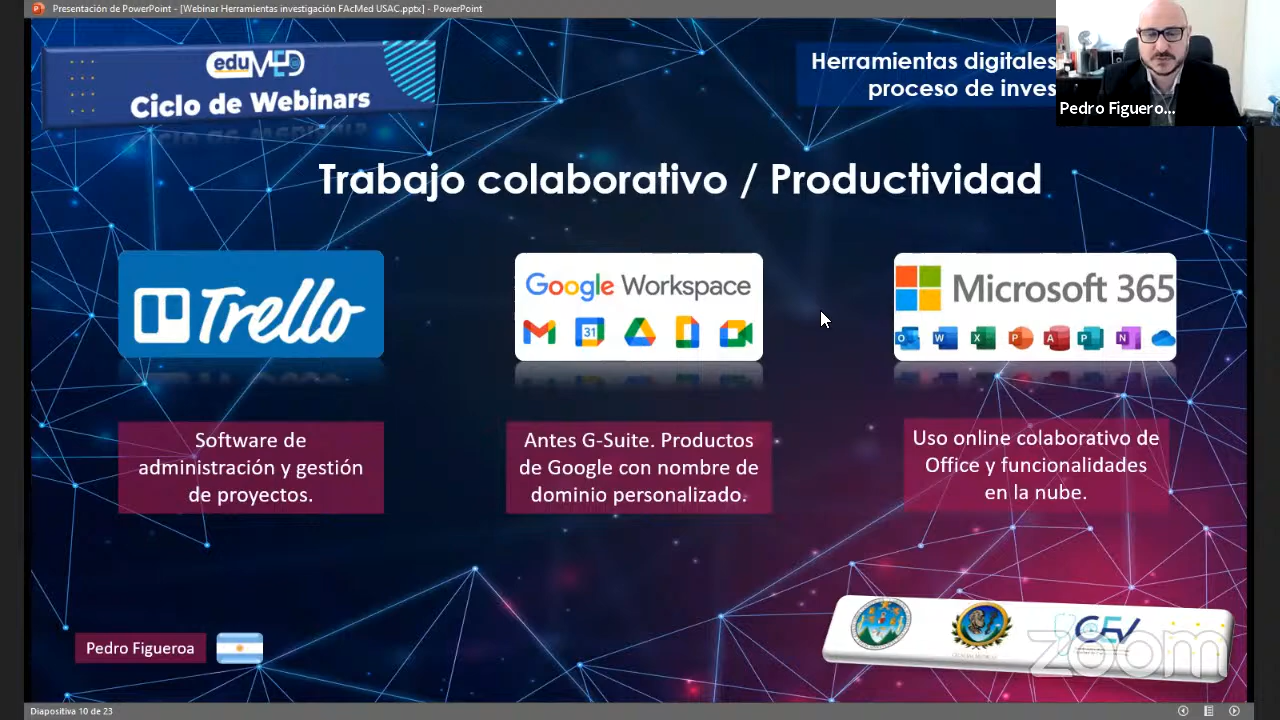 Presentación de PowerPoint - [Webinar Herramientas investigación FAcMed USAC.pptx] - PowerPoint
eduMED
Ciclo de Webinars
Herramientas digitales
proceso de inves
Pedro Figuero...
Trabajo colaborativo / Productividad
Trello
Google Workspace
31
Microsoft 365
O W X P A P N
Software de
administración y gestión
de proyectos.
Antes G-Suite. Productos
de Google con nombre de
dominio personalizado.
Uso online colaborativo de
Office y funcionalidades
en la nube.
Pedro Figueroa
CEV
zoom
Diapositiva 10 de 23